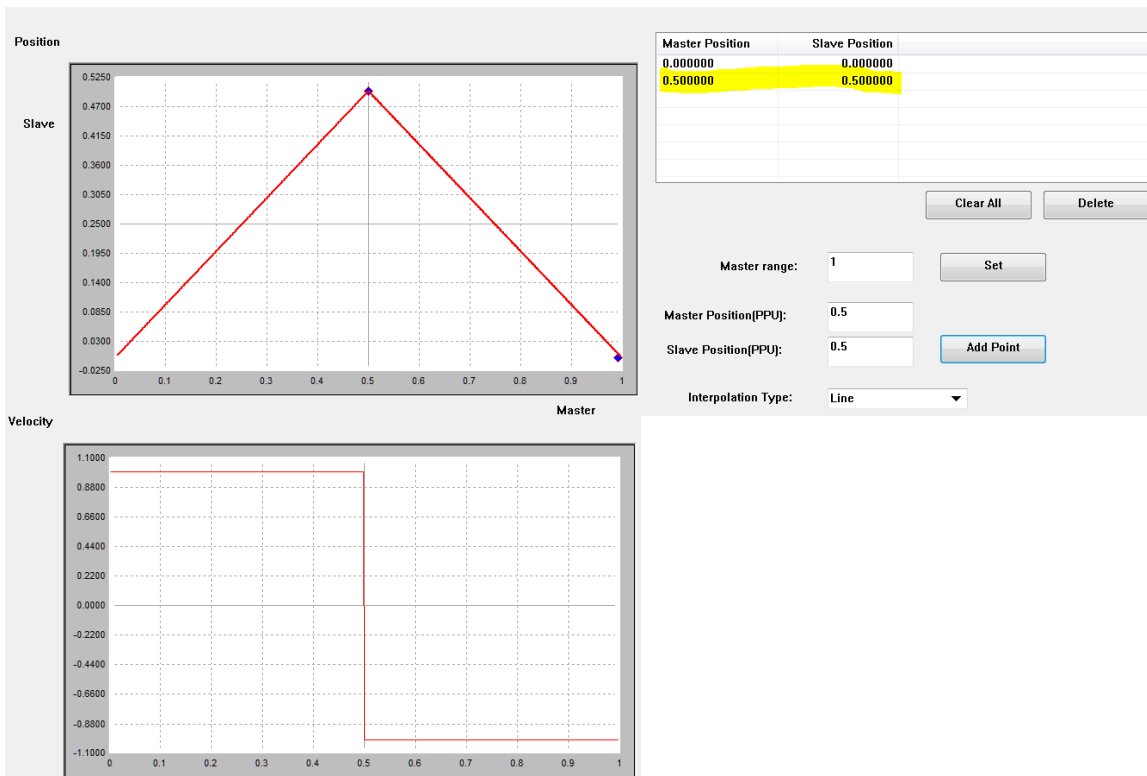 Position
Slave
0.5250
0.4700
0.4150
0.3600
0.3050
0.2500
0.1950
0.1400
0.0850
0.0300
-0.0250
0 0.1 0.2 0.3 0.4 0.5 0.6 0.7 0.8 0.9 1
Master
Master Position Slave Position
0.000000 0.000000
0.500000 0.500000
Clear All Delete
Master range: 1 Set
Master Position(PPU): 0.5
Slave Position(PPU): 0.5 Add Point
Interpolation Type: Line
Velocity
1.1000
0.8800
0.6600
0.4400
0.2200
0.0000
-0.2200
-0.4400
-0.6600
-0.8800
-1.1000
0 0.1 0.2 0.3 0.4 0.5 0.6 0.7 0.8 0.9 1